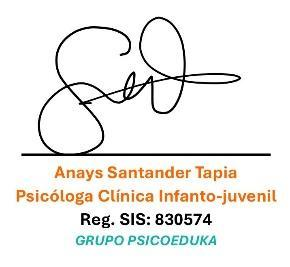 Anays Santander Tapia
Psicóloga Clínica Infanto-juvenil
Reg. SIS: 830574
GRUPO PSICOEDUKA